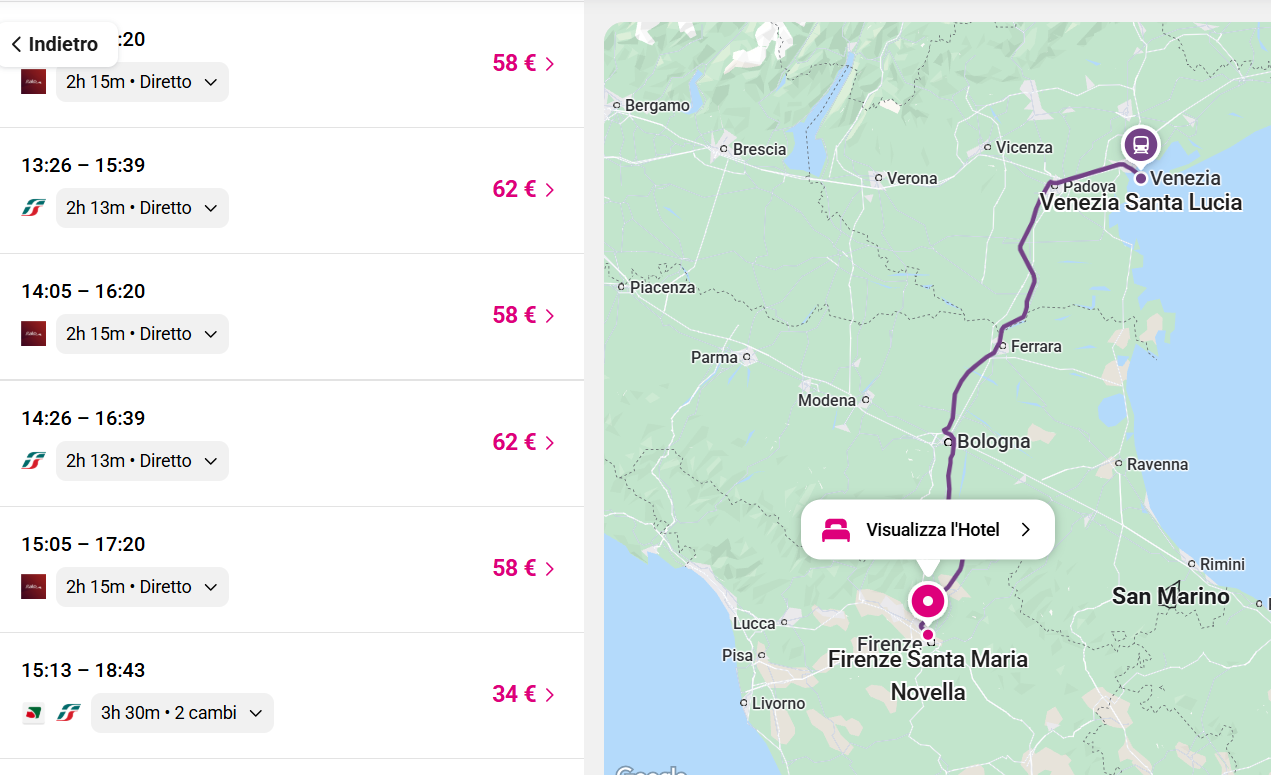 Indietro
:20
2h 15m • Diretto
58 €
13:26 – 15:39
2h 13m • Diretto
62 €
14:05 – 16:20
2h 15m • Diretto
58 €
14:26 – 16:39
2h 13m • Diretto
62 €
15:05 – 17:20
2h 15m • Diretto
58 €
15:13 – 18:43
3h 30m • 2 cambi
34 €
Bergamo
Brescia
Verona
Vicenza
Padova
Venezia
Venezia Santa Lucia
Piacenza
Parma
Ferrara
Modena
Bologna
Ravenna
Visualizza l'Hotel
Rimini
San Marino
Lucca
Firenze
Pisa
Firenze Santa Maria
Novella
Livorno
Google